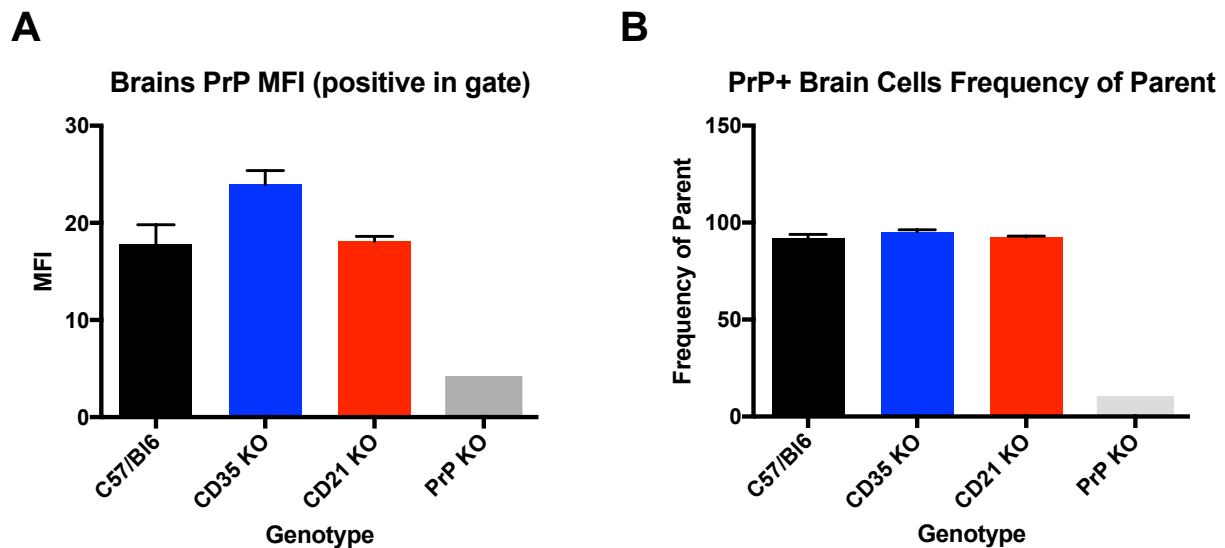 A
Brains PrP MFI (positive in gate)
MFI
30
20
10
0
C57/Bl6
CD35 KO
CD21 KO
PrP KO
Genotype
B
PrP+ Brain Cells Frequency of Parent
Frequency of Parent
150
100
50
0
C57/Bl6
CD35 KO
CD21 KO
PrP KO
Genotype